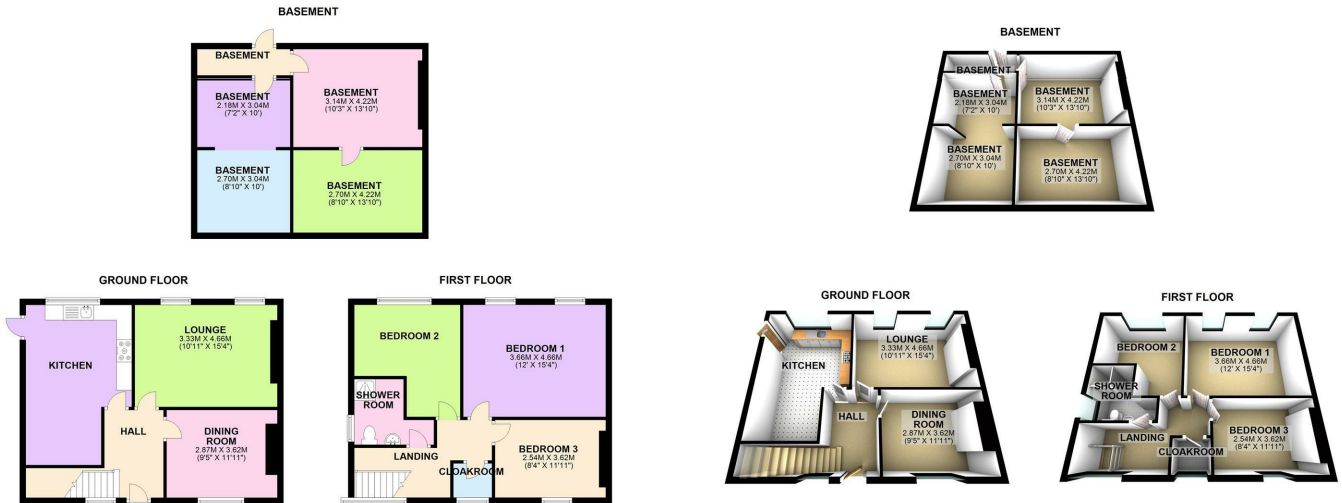 BASEMENT
BASEMENT
BASEMENT
2.18M X 3.04M
(7'2" X 10')
BASEMENT
3.14M X 4.22M
(10'3" X 13'10")
BASEMENT
2.70M X 3.04M
(8'10" X 10')
BASEMENT
2.70M X 4.22M
(8'10" X 13'10")
BASEMENT
BASEMENT
BASEMENT
2.18M X 3.04M
(7'2" X 10')
BASEMENT
3.14M X 4.22M
(10'3" X 13'10")
BASEMENT
2.70M X 3.04M
(8'10" X 10')
BASEMENT
2.70M X 4.22M
(8'10" X 13'10")
GROUND FLOOR
KITCHEN
LOUNGE
3.33M X 4.66M
(10'11" X 15'4")
HALL
DINING
ROOM
2.87M X 3.62M
(9'5" X 11'11")
FIRST FLOOR
BEDROOM 2
BEDROOM 1
3.66M X 4.66M
(12' X 15'4")
SHOWER
ROOM
LANDING
CLOAKROOM
BEDROOM 3
2.54M X 3.62M
(8'4" X 11'11")
GROUND FLOOR
KITCHEN
LOUNGE
3.33M X 4.66M
(10'11" X 15'4")
HALL
DINING
ROOM
2.87M X 3.62M
(9'5" X 11'11")
FIRST FLOOR
BEDROOM 2
BEDROOM 1
3.66M X 4.66M
(12' X 15'4")
SHOWER
ROOM
LANDING
CLOAKROOM
BEDROOM 3
2.54M X 3.62M
(8'4" X 11'11")